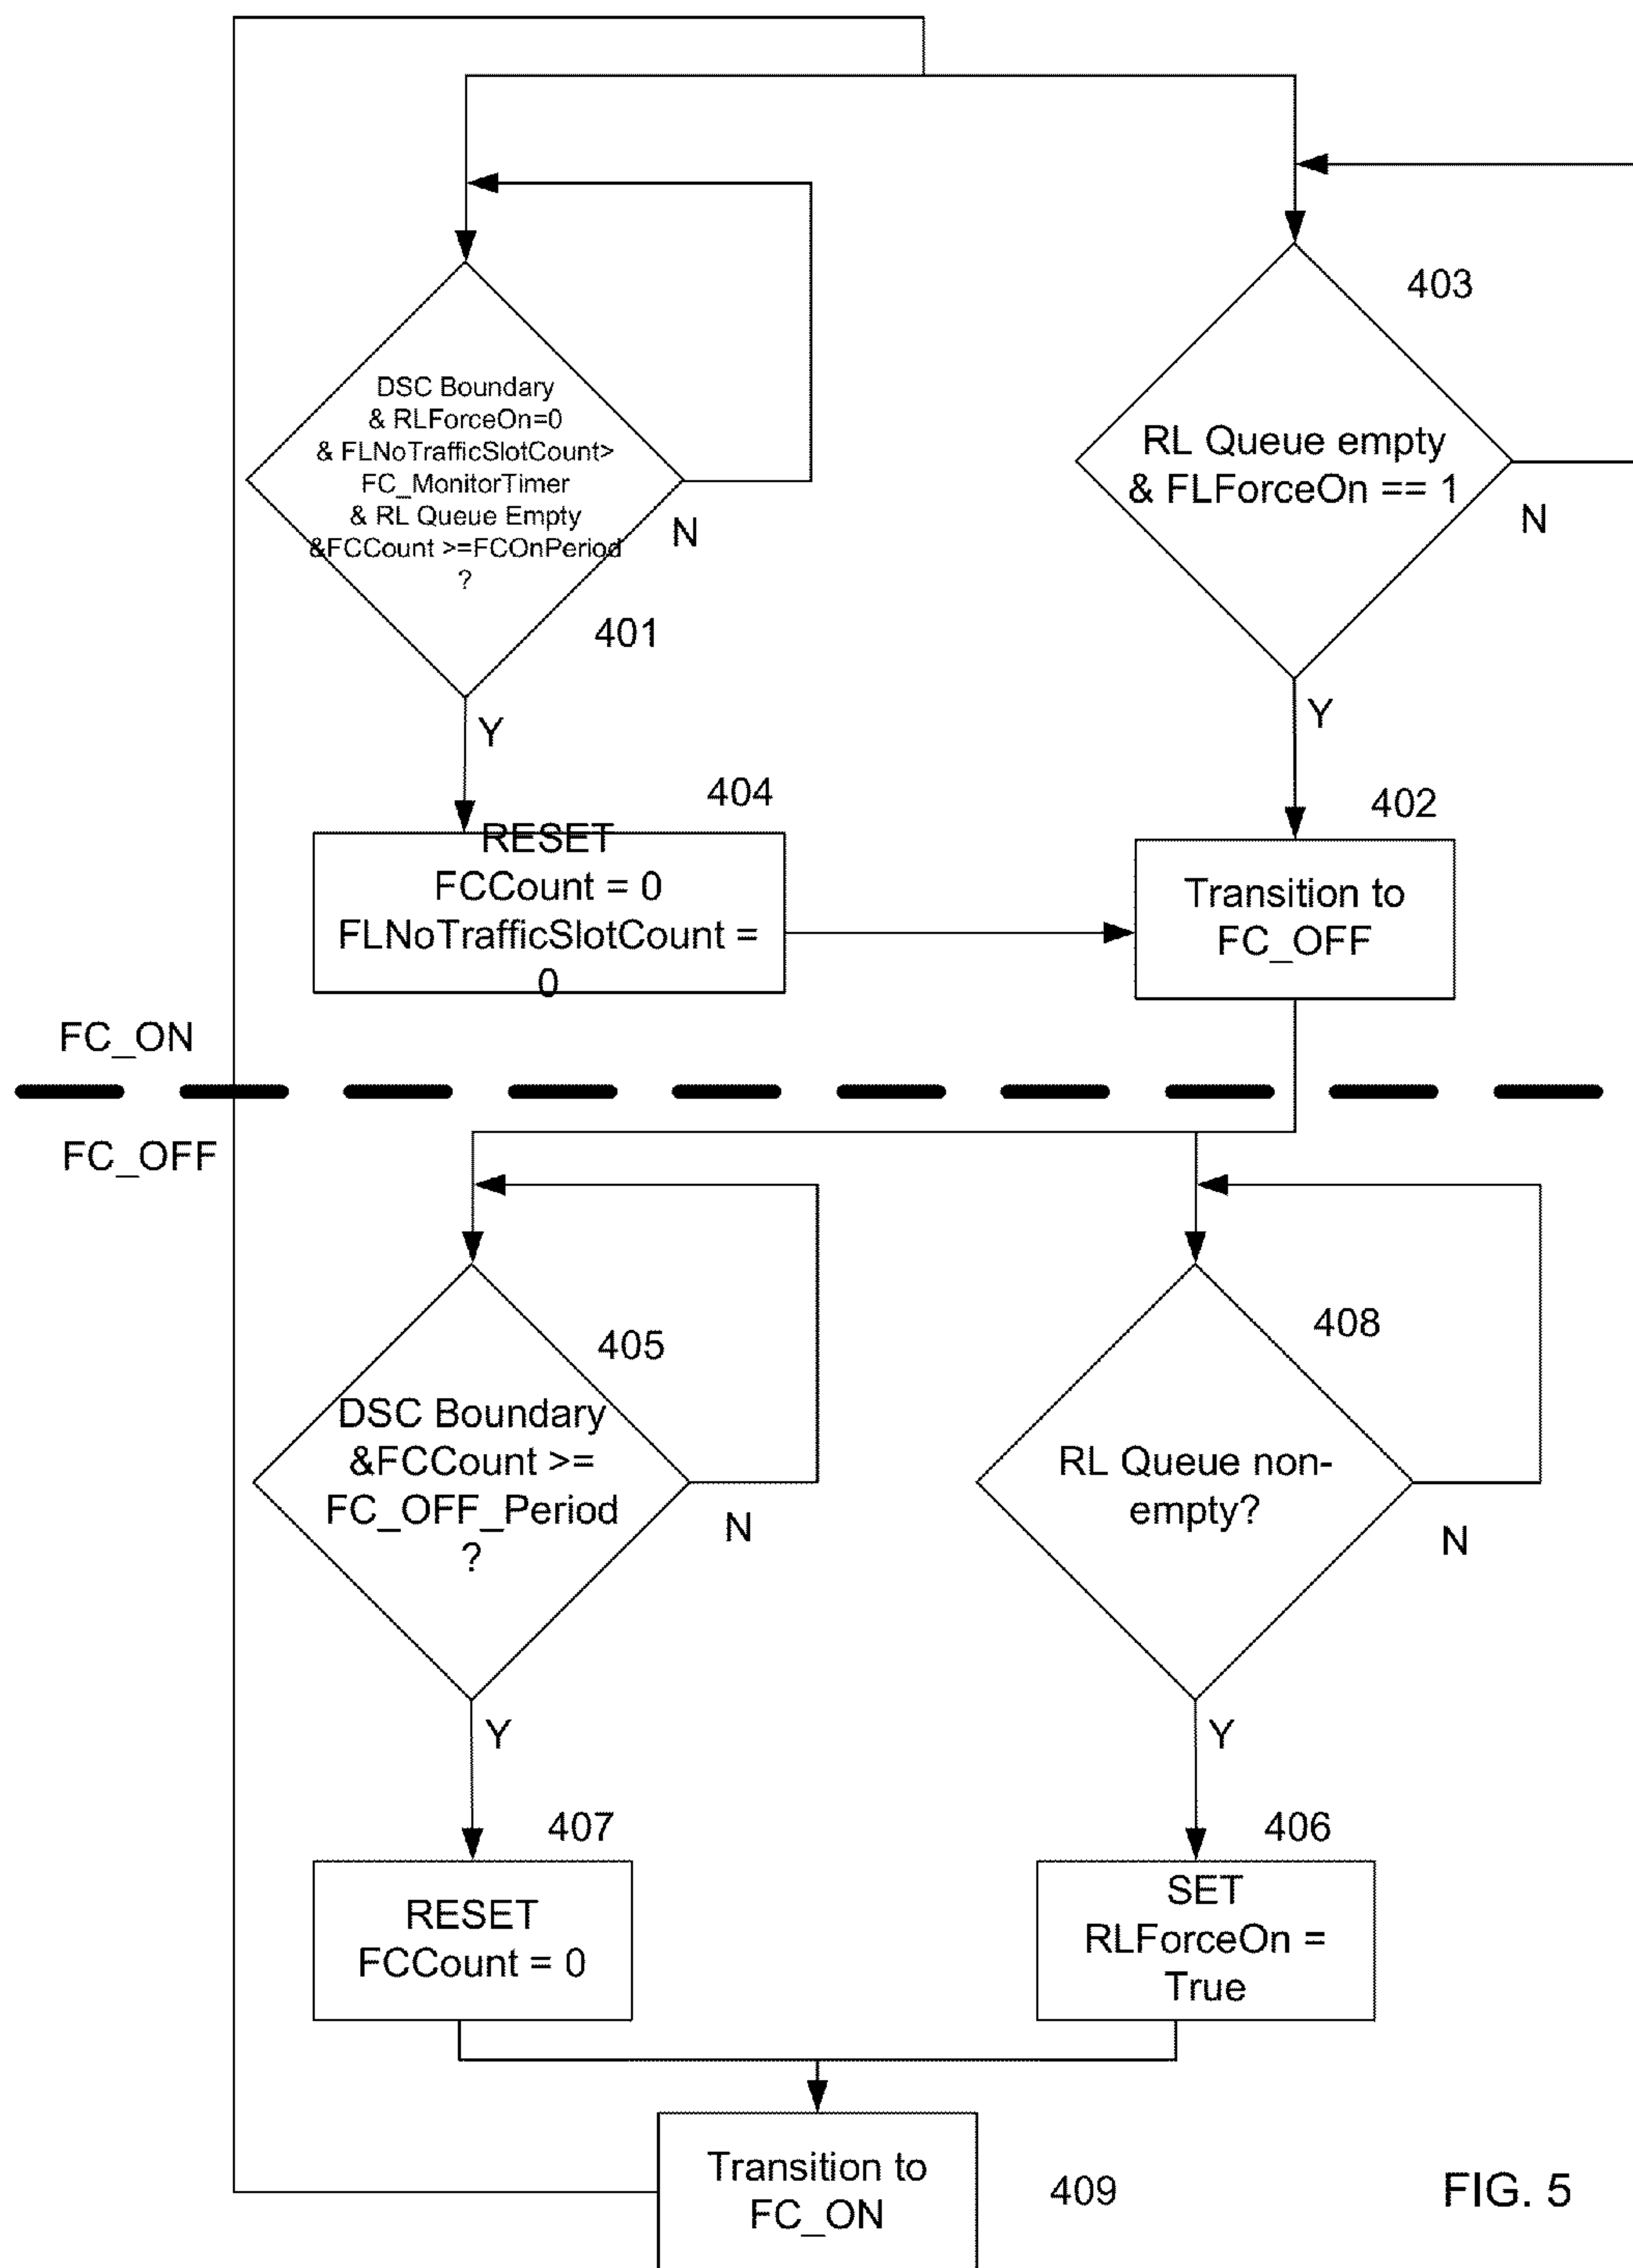 403
DSC Boundary
& RLForceOn=0
& FLNoTrafficSlotCount>
FC_MonitorTimer
& RL Queue Empty
&FCCount >=FCOnPeriod
?
N
401
Y
RL Queue empty
& FLForceOn == 1
N
Y
404
RESET
FCCount = 0
FLNoTrafficSlotCount =
0
402
Transition to
FC_OFF
FC_ON
FC_OFF
405
DSC Boundary
&FCCount >=
FC_OFF_Period
?
N
Y
408
RL Queue non-
empty?
N
Y
407
RESET
FCCount = 0
406
SET
RLForceOn =
True
Transition to
FC_ON
409
FIG. 5